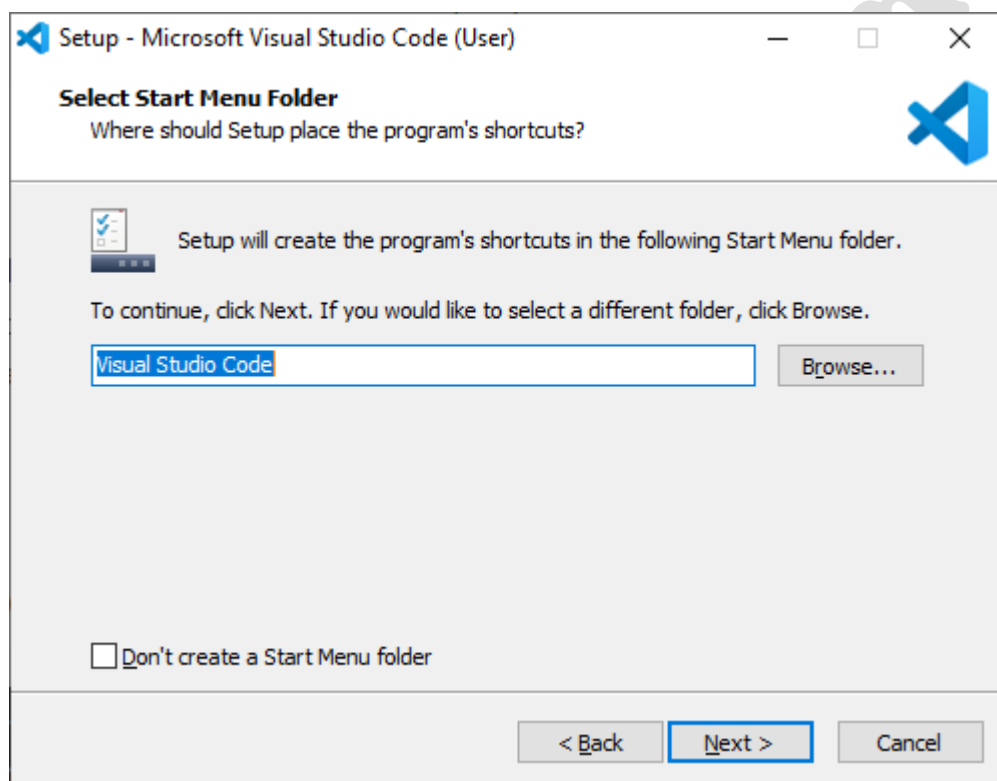 Setup - Microsoft Visual Studio Code (User)
Select Start Menu Folder
Where should Setup place the program's shortcuts?
Setup will create the program's shortcuts in the following Start Menu folder.
To continue, click Next. If you would like to select a different folder, click Browse.
Visual Studio Code
Browse...
Don't create a Start Menu folder
< Back
Next >
Cancel